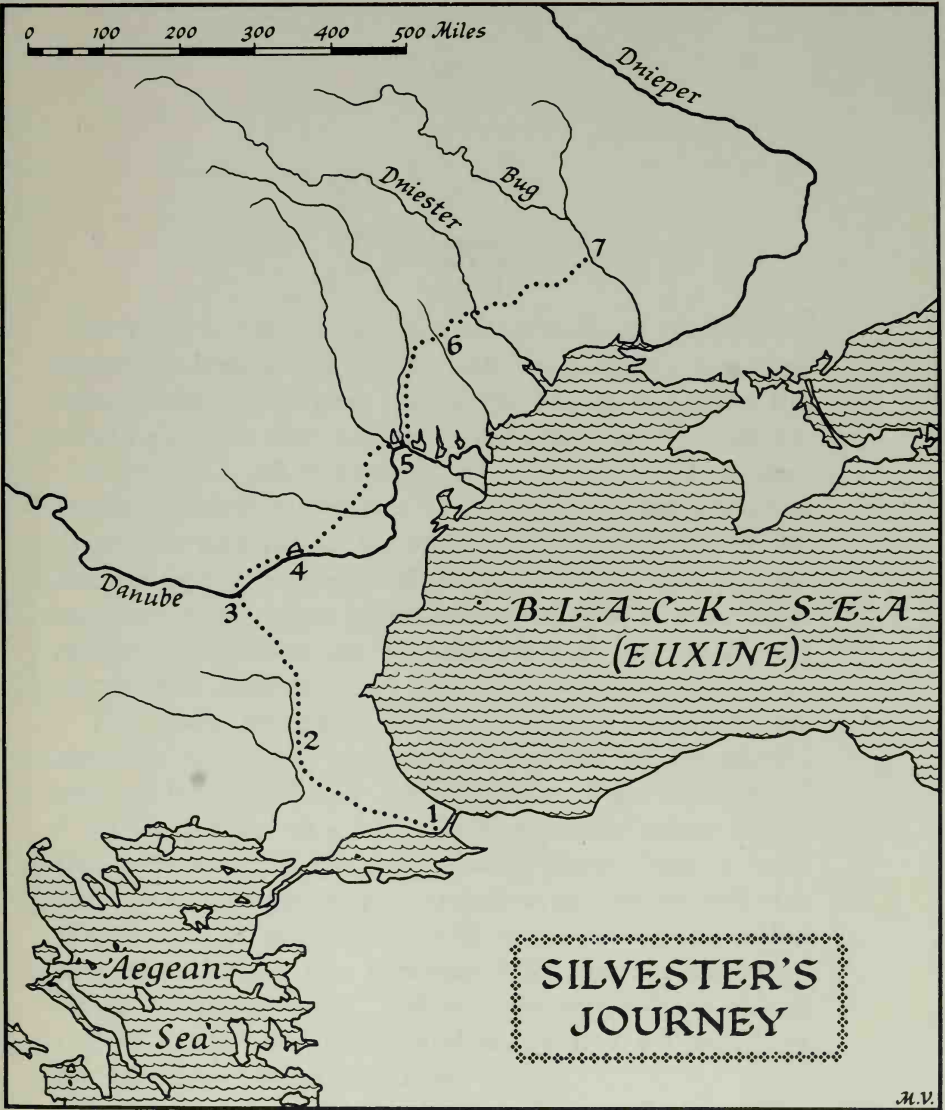 0 100 200 300 400 500 Miles
Dnieper
Bug
Dniester
7
6
5
4
Danube
3
BLACK SEA
(EUXINE)
2
1
Aegean
Sea
SILVESTER'S
JOURNEY
M.V.